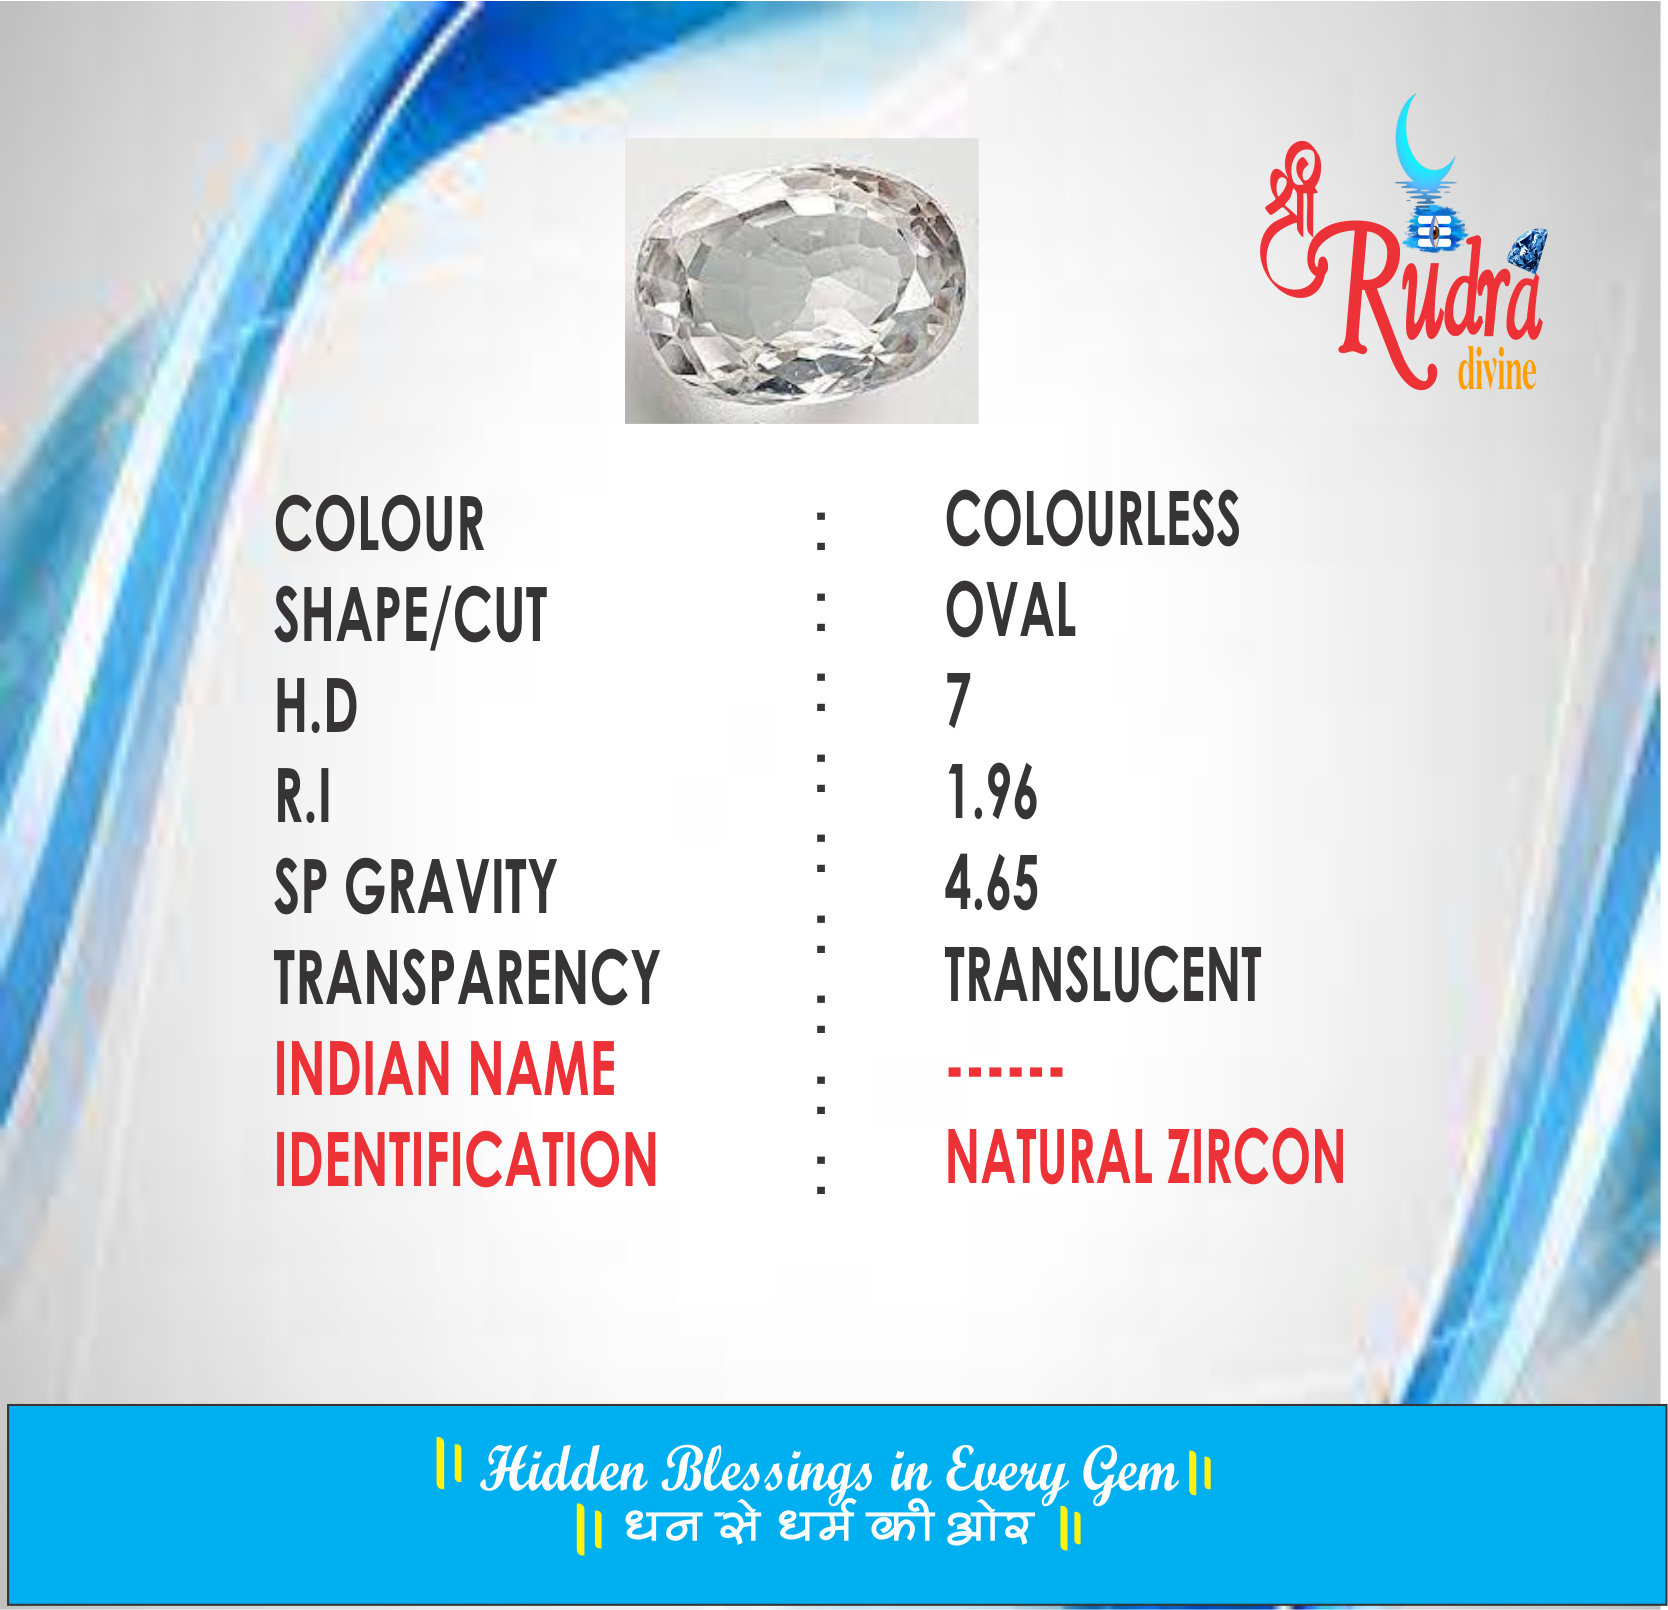 श्री
Rudra
divine
COLOUR : COLOURLESS
SHAPE/CUT : OVAL
H.D : 7
R.I : 1.96
SP GRAVITY : 4.65
TRANSPARENCY : TRANSLUCENT
INDIAN NAME : ------
IDENTIFICATION : NATURAL ZIRCON
|| Hidden Blessings in Every Gem ||
|| धन से धर्म की ओर ||